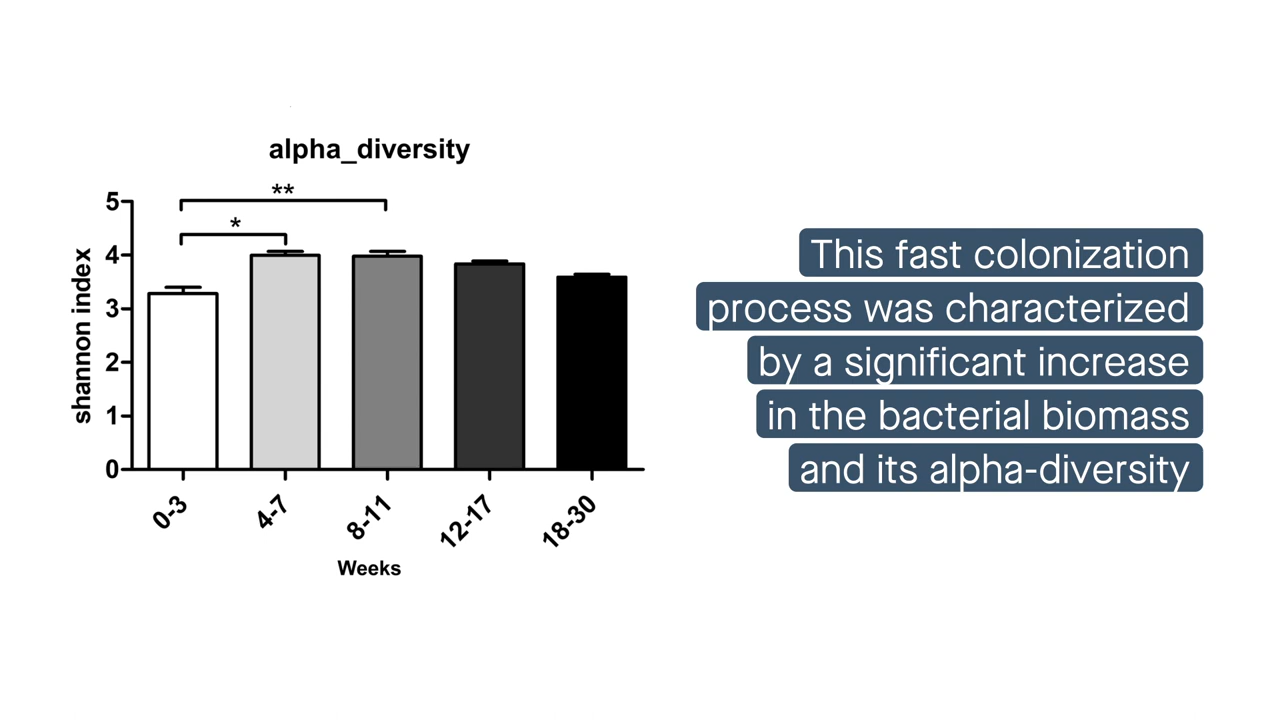 alpha_diversity
**
*
5
4
3
2
1
0
shannon index
0-3
4-7
8-11
12-17
18-30
Weeks
This fast colonization
process was characterized
by a significant increase
in the bacterial biomass
and its alpha-diversity